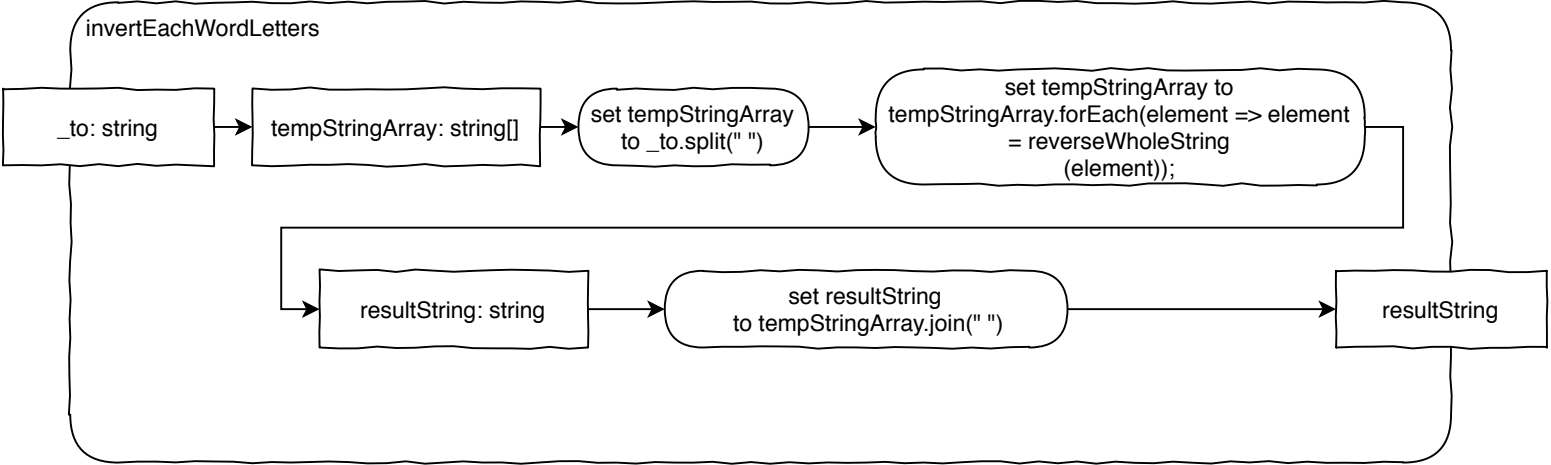 invertEachWordLetters
_to: string
tempStringArray: string[]
set tempStringArray
to _to.split(" ")
set tempStringArray to
tempStringArray.forEach(element => element
= reverseWholeString
(element));
resultString: string
set resultString
to tempStringArray.join(" ")
resultString